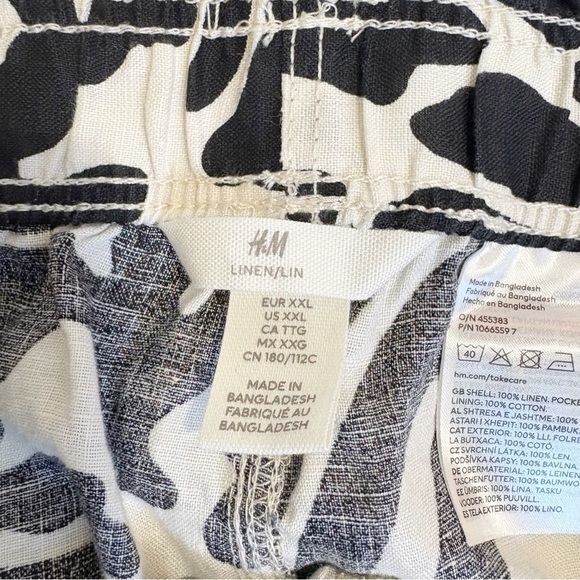 H&M
LINEN/LIN
EUR XXL
US XXL
CA TTG
MX XXG
CN 180/112C
MADE IN
BANGLADESH
FABRIQUÉ AU
BANGLADESH
Made in Bangladesh
Fabriqué au Bangladesh
Hecho en Bangladesh
O/N 455383
P/N 1066559 7
40
hm.com/takecare
GB SHELL: 100% LINEN, POCKE
LINING: 100% COTTON.
AL SHTRESA E JASHTME: 100%
ASTARI I XHEPIT: 100% PAMBUK
CAT EXTERIOR: 100% LLI, FOLRE
LA BUTXACA: 100% COTÓ.
CZ SVRCHNÍ LÁTKA: 100% LEN,
PODŠÍVKA KAPSY: 100% BAVLNA.
DE OBERMATERIAL: 100% LEINEN,
TASCHENFUTTER: 100% BAUMWO
EE ÜMBRIS: 100% LINA, TASKU
VOODER: 100% PUUVILL.
ES EXTERIOR: 100% LINO.